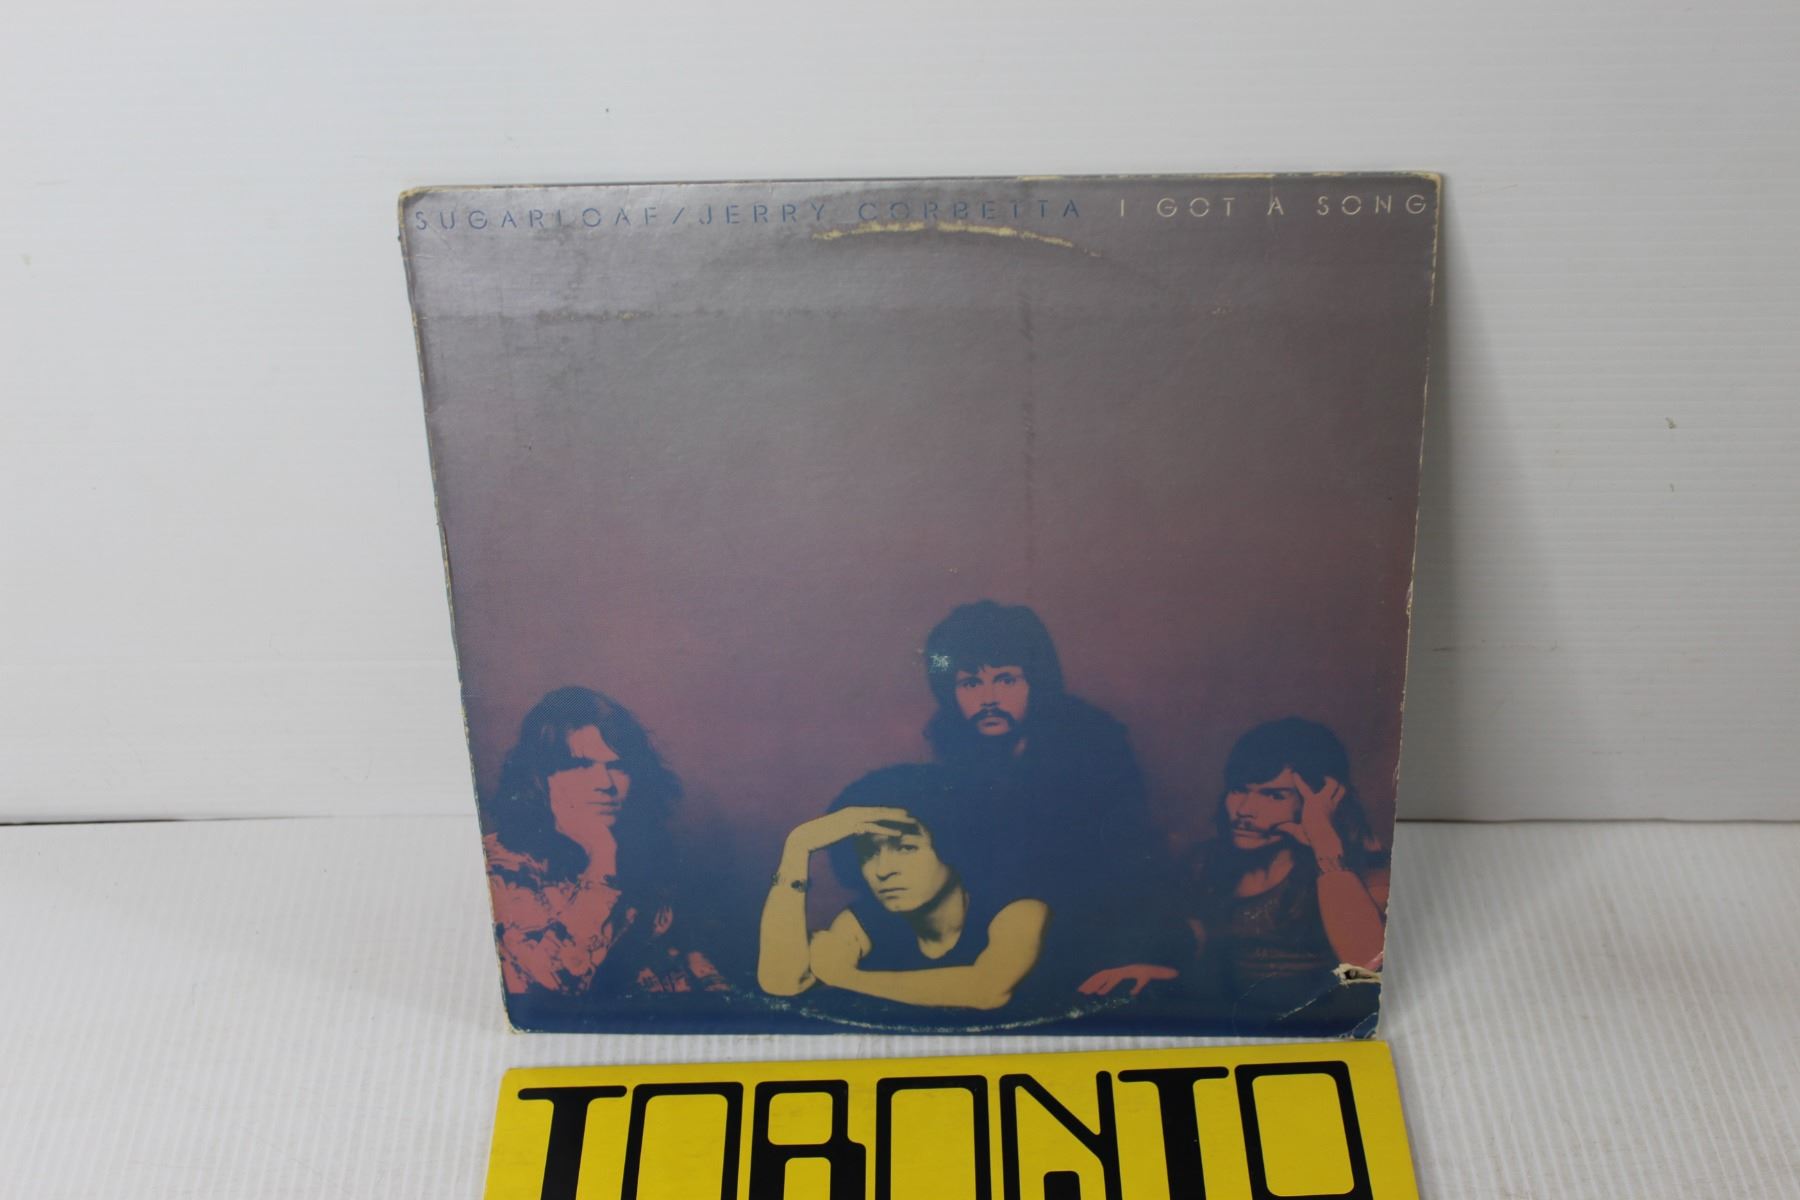 SUGARLOAF/JERRY CORBETTA I GOT A SONG
TORONTO